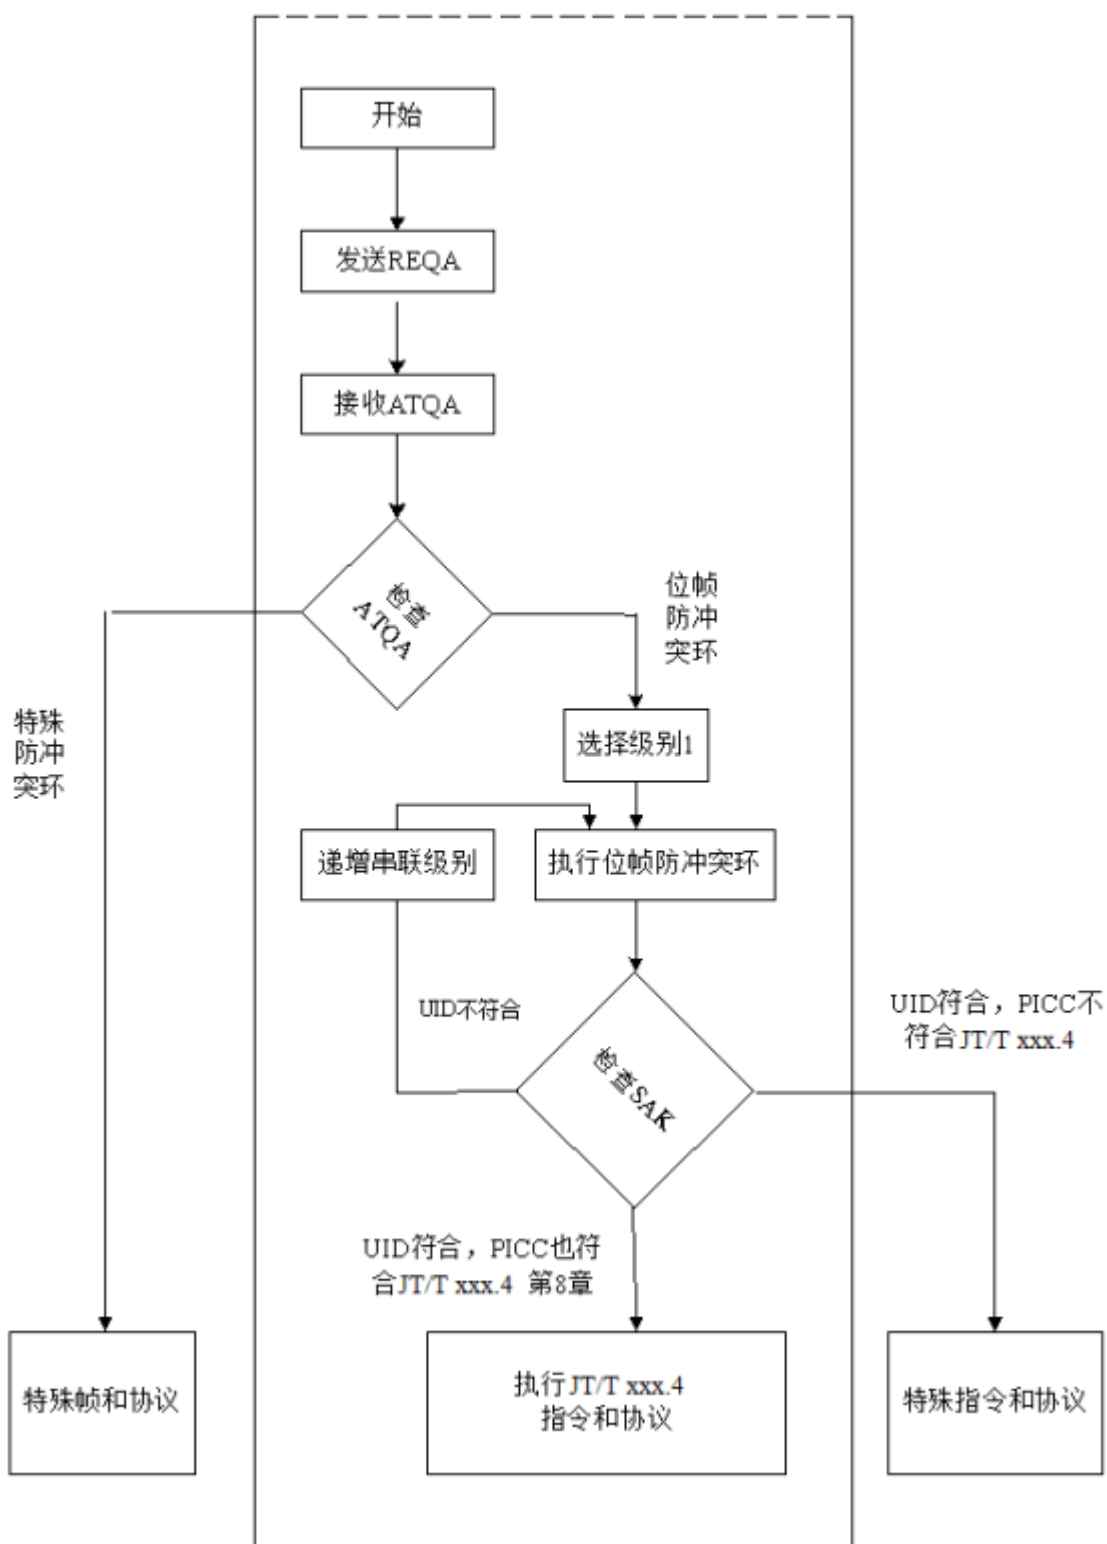 开始
发送REQA
接收ATQA
检查
ATQA
位帧
防冲
突环
特殊
防冲
突环
选择级别1
递增串联级别
执行位帧防冲突环
UID不符合
检查SAK
UID符合，PICC不
符合JT/T xxx.4
UID符合，PICC也符
合JT/T xxx.4 第8章
特殊帧和协议
执行JT/T xxx.4
指令和协议
特殊指令和协议